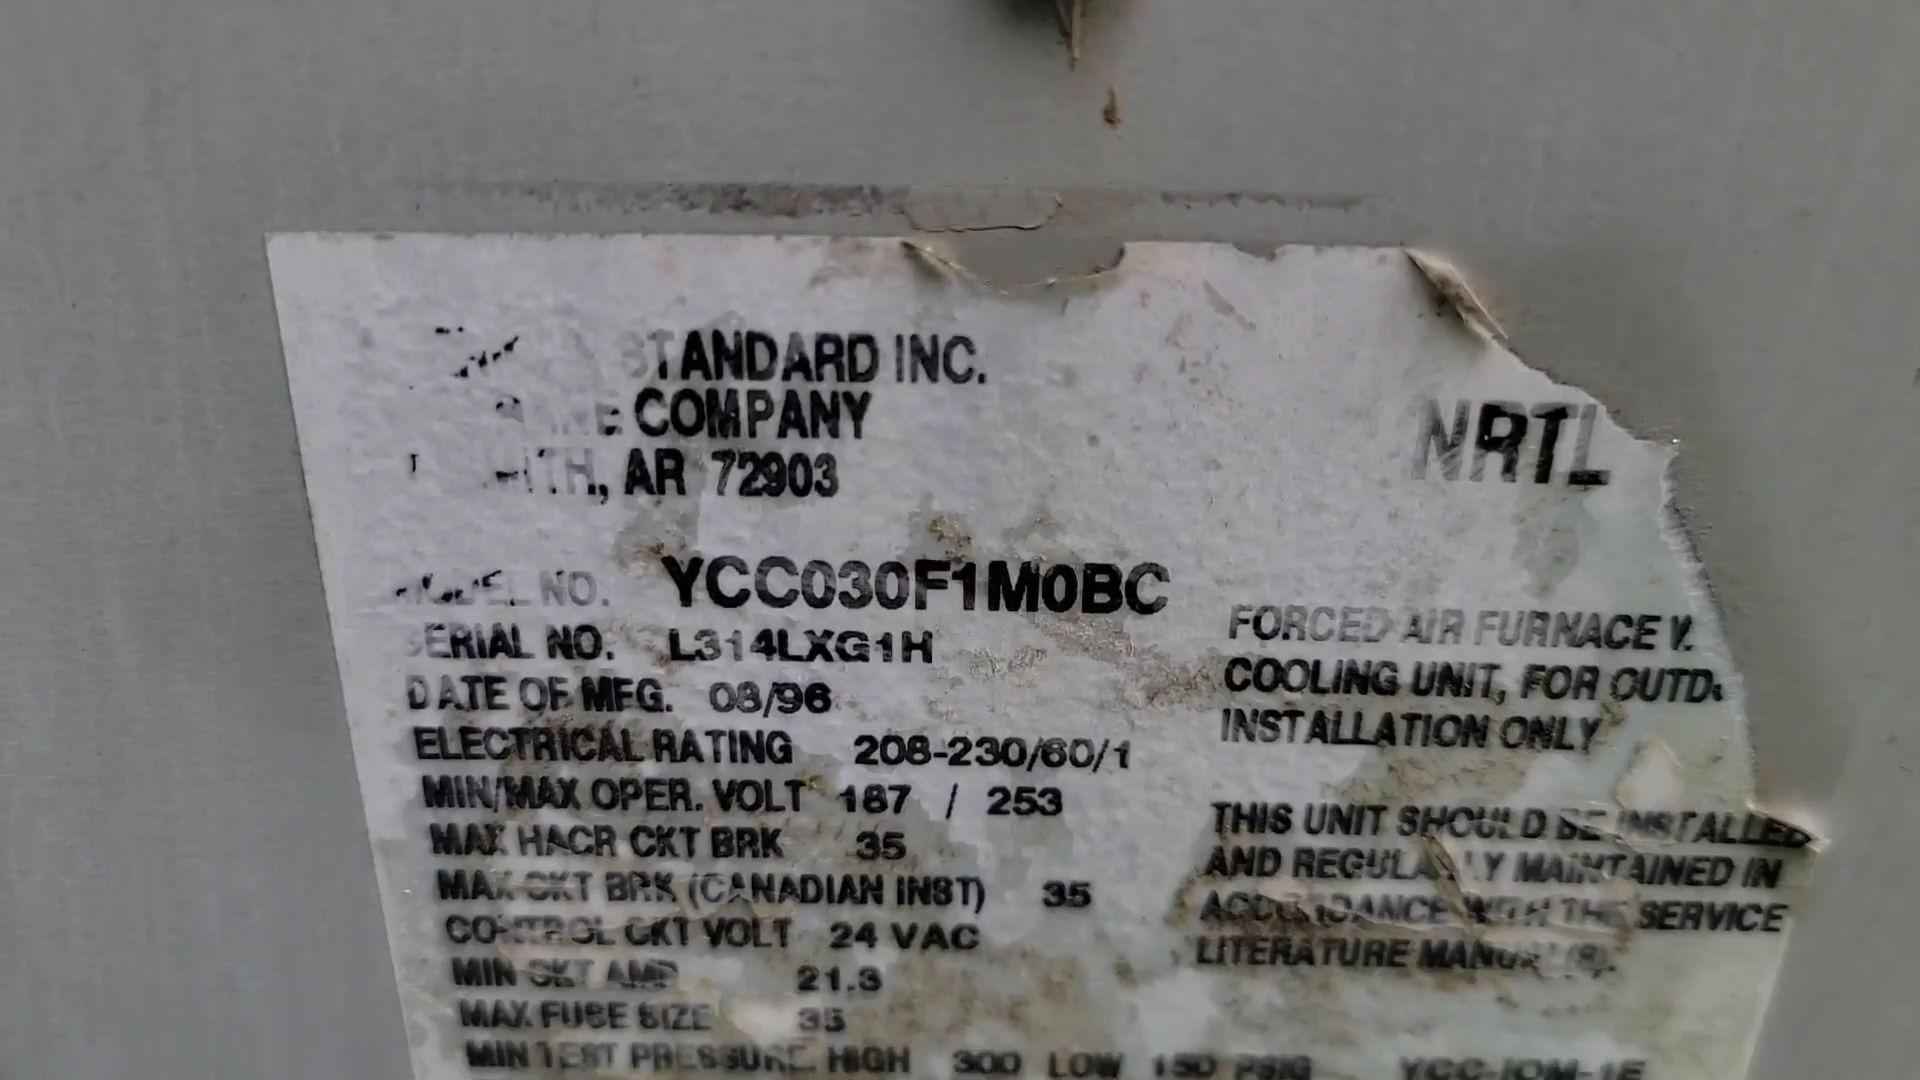 STANDARD INC.
COMPANY
AR 72903
NRTL
MODEL NO. YCC030F1M0BC
SERIAL NO. L314LXG1H
DATE OF MFG. 08/96
ELECTRICAL RATING 208-230/60/1
MIN/MAX OPER. VOLT 187 / 253
MAX HACR CKT BRK 35
MAX CKT BRK (CANADIAN INST) 35
CONTROL CKT VOLT 24 VAC
MIN CKT AMP 21.3
MAX FUSE SIZE 35
MIN TEST PRESSURE HIGH 300 LOW 150 PSIG
FORCED AIR FURNACE
COOLING UNIT, FOR
INSTALLATION ONLY
THIS UNIT SHOULD BE INSTALLED
AND REGULARLY MAINTAINED IN
ACCORDANCE WITH THE SERVICE
LITERATURE
YCC-IOM-1E